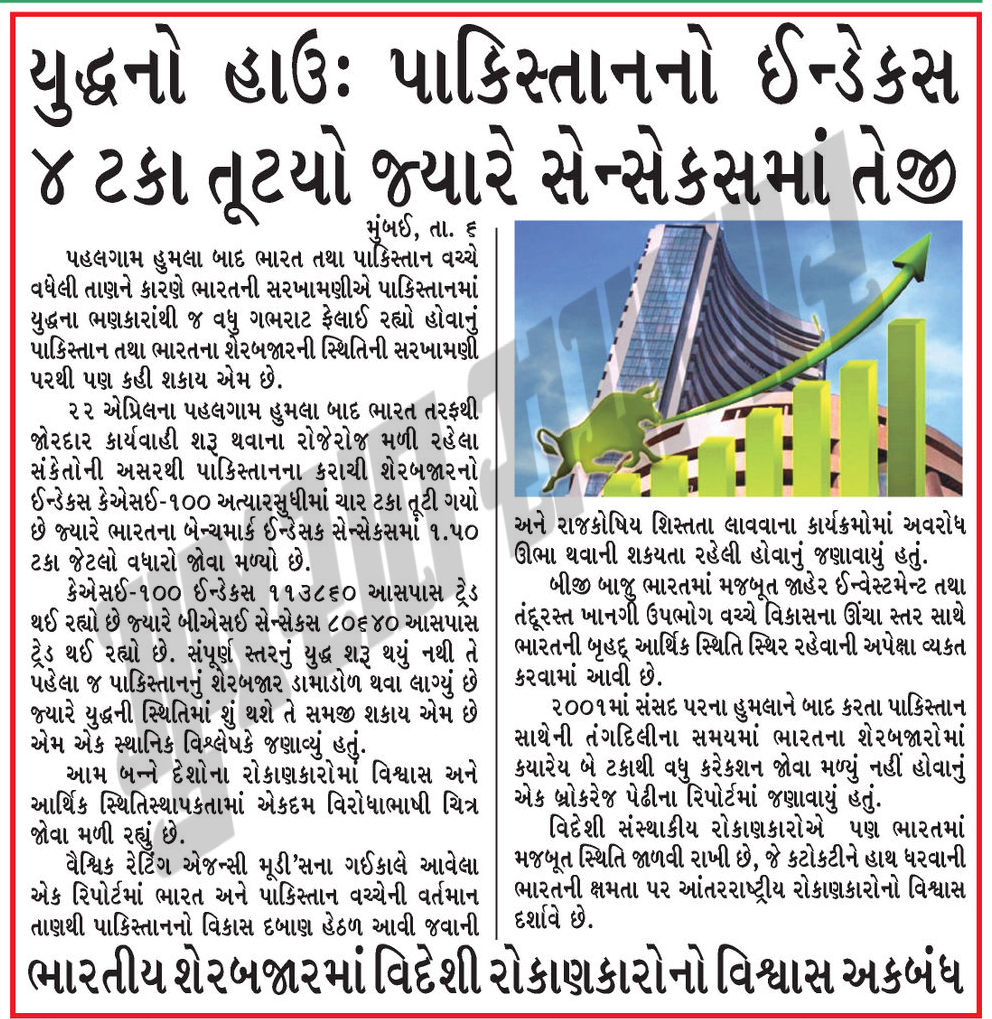 યુદ્ધનો હાઉઃ પાકિસ્તાનનો ઈન્ડેકસ
૪ ટકા તૂટયો જ્યારે સેન્સેકસમાં તેજી
મુંબઈ, તા. ૬
પહલગામ હુમલા બાદ ભારત તથા પાકિસ્તાન વચ્ચે
વધેલી તાણને કારણે ભારતની સરખામણીએ પાકિસ્તાનમાં
યુદ્ધના ભણકારાંથી જ વધુ ગભરાટ ફેલાઈ રહ્યો હોવાનું
પાકિસ્તાન તથા ભારતના શેરબજારની સ્થિતિની સરખામણી
પરથી પણ કહી શકાય એમ છે.
૨૨ એપ્રિલના પહલગામ હુમલા બાદ ભારત તરફથી
જોરદાર કાર્યવાહી શરૂ થવાના રોજેરોજ મળી રહેલા
સંકેતોની અસરથી પાકિસ્તાનના કરાચી શેરબજારનો
ઈન્ડેકસ કેએસઈ-૧૦૦ અત્યારસુધીમાં ચાર ટકા તૂટી ગયો
છે જ્યારે ભારતના બેન્ચમાર્ક ઈન્ડેસક સેન્સેકસમાં ૧.૫૦
ટકા જેટલો વધારો જોવા મળ્યો છે.
કેએસઈ-૧૦૦ ઈન્ડેકસ ૧૧૩૮૬૦ આસપાસ ટ્રેડ
થઈ રહ્યો છે જ્યારે બીએસઈ સેન્સેકસ ૮૦૬૪૦ આસપાસ
ટ્રેડ થઈ રહ્યો છે. સંપૂર્ણ સ્તરનું યુદ્ધ શરૂ થયું નથી તે
પહેલા જ પાકિસ્તાનનું શેરબજાર ડામાડોળ થવા લાગ્યું છે
જ્યારે યુદ્ધની સ્થિતિમાં શું થશે તે સમજી શકાય એમ છે
એમ એક સ્થાનિક વિશ્લેષકે જણાવ્યું હતું.
આમ બન્ને દેશોના રોકાણકારોમાં વિશ્વાસ અને
આર્થિક સ્થિતિસ્થાપકતામાં એકદમ વિરોધાભાષી ચિત્ર
જોવા મળી રહ્યું છે.
વૈશ્વિક રેટિંગ એજન્સી મૂડી’સના ગઈકાલે આવેલા
એક રિપોર્ટમાં ભારત અને પાકિસ્તાન વચ્ચેની વર્તમાન
તાણથી પાકિસ્તાનનો વિકાસ દબાણ હેઠળ આવી જવાની
અને રાજકોષિય શિસ્તતા લાવવાના કાર્યક્રમોમાં અવરોધ
ઊભા થવાની શકયતા રહેલી હોવાનું જણાવાયું હતું.
બીજી બાજુ ભારતમાં મજબૂત જાહેર ઈન્વેસ્ટમેન્ટ તથા
તંદૂરસ્ત ખાનગી ઉપભોગ વચ્ચે વિકાસના ઊંચા સ્તર સાથે
ભારતની બૃહદ્ આર્થિક સ્થિતિ સ્થિર રહેવાની અપેક્ષા વ્યકત
કરવામાં આવી છે.
૨૦૦૧માં સંસદ પરના હુમલાને બાદ કરતા પાકિસ્તાન
સાથેની તંગદિલીના સમયમાં ભારતના શેરબજારોમાં
કયારેય બે ટકાથી વધુ કરેકશન જોવા મળ્યું નહીં હોવાનું
એક બ્રોકરેજ પેઢીના રિપોર્ટમાં જણાવાયું હતું.
વિદેશી સંસ્થાકીય રોકાણકારોએ પણ ભારતમાં
મજબૂત સ્થિતિ જાળવી રાખી છે, જે કટોકટીને હાથ ધરવાની
ભારતની ક્ષમતા પર આંતરરાષ્ટ્રીય રોકાણકારોનો વિશ્વાસ
દર્શાવે છે.
ભારતીય શેરબજારમાં વિદેશી રોકાણકારોનો વિશ્વાસ અકબંધ